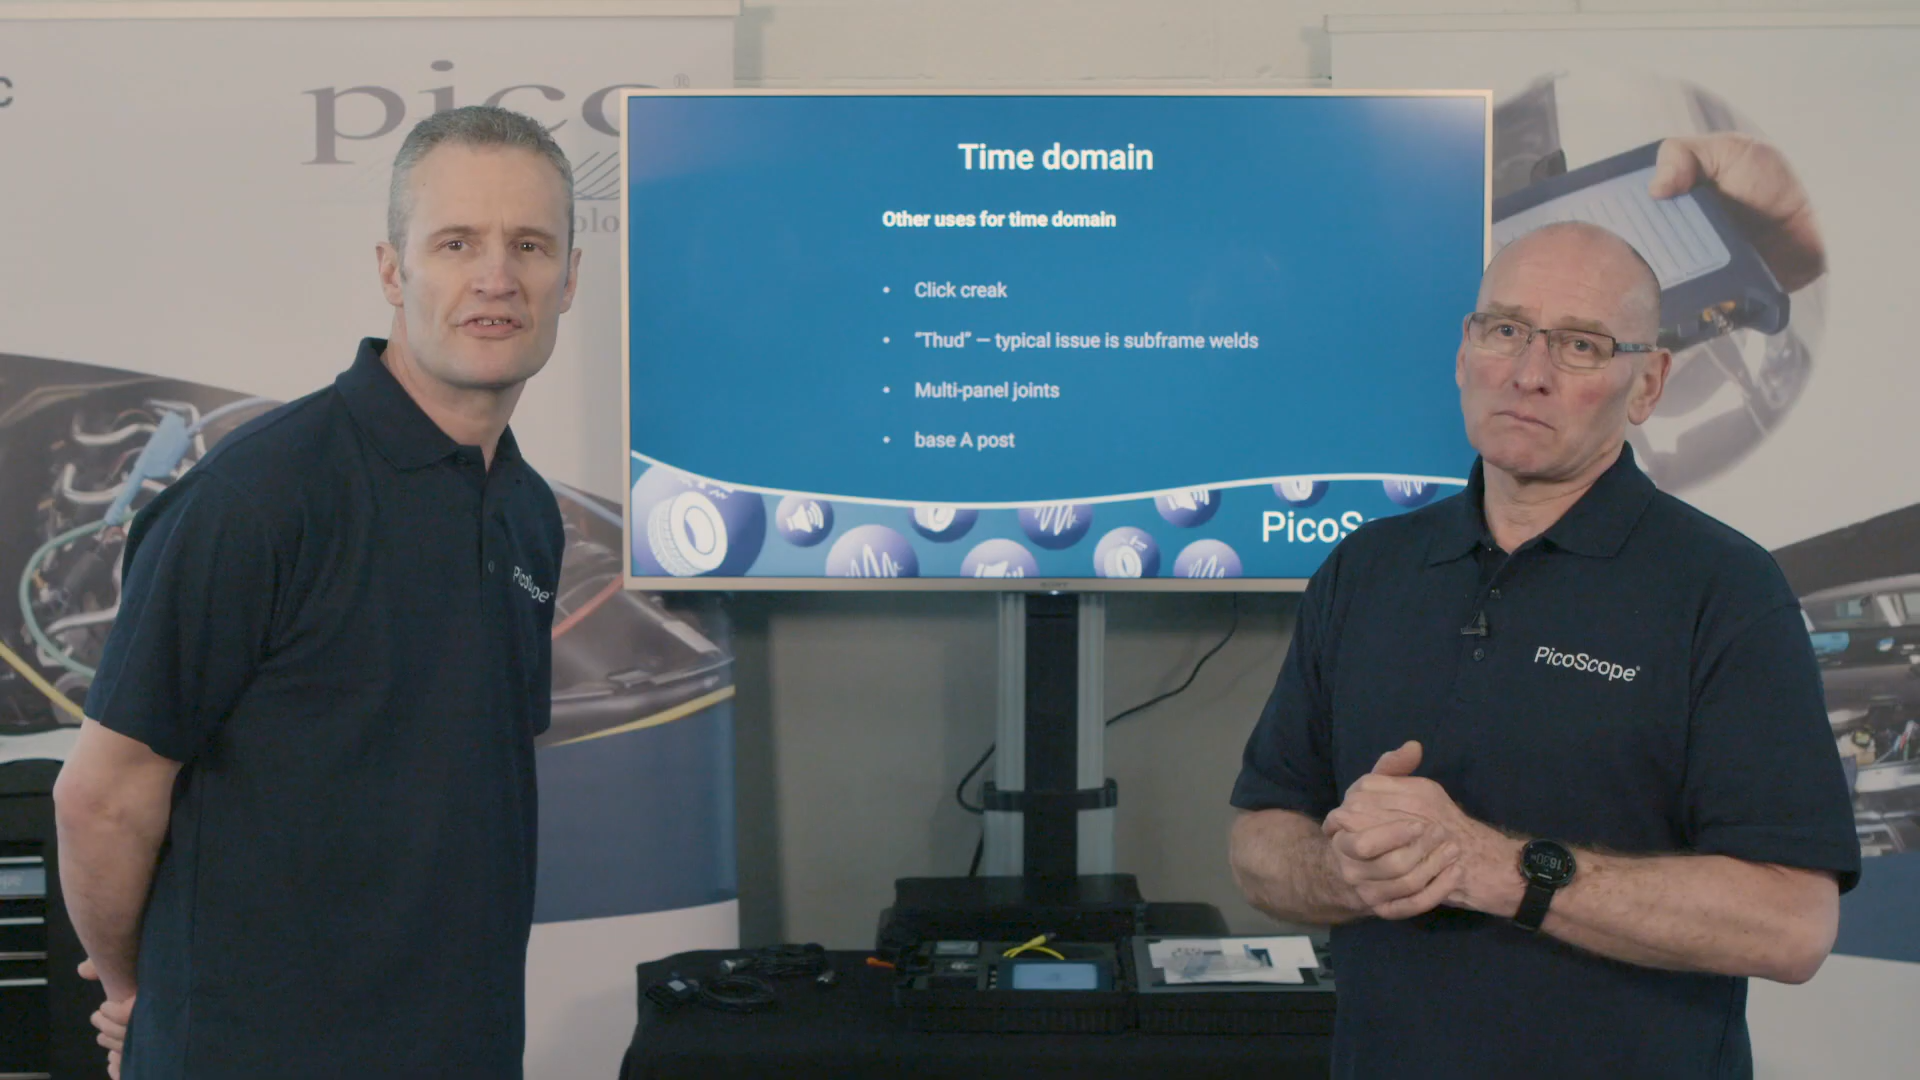 pico®
Time domain
Other uses for time domain
• Click creak
• “Thud” — typical issue is subframe welds
• Multi-panel joints
• base A post
PicoS
SONY
PicoScope
PicoScope®